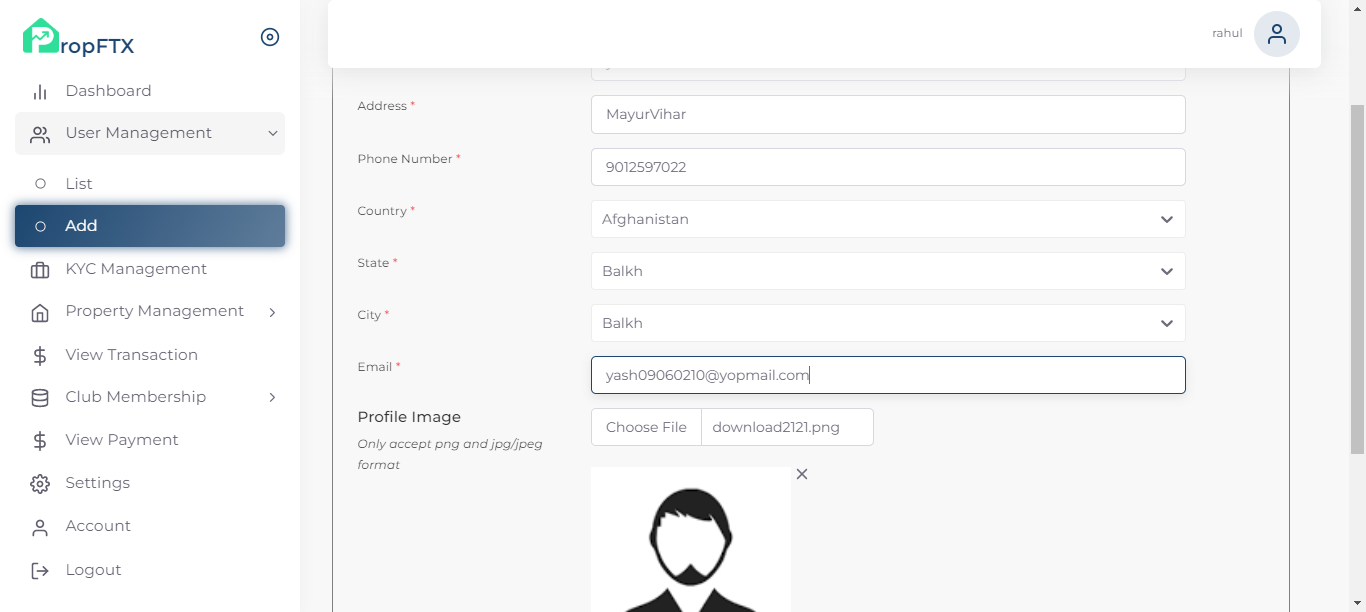 PropFTX
Dashboard
User Management
List
Add
KYC Management
Property Management
View Transaction
Club Membership
View Payment
Settings
Account
Logout
rahul
Address *
MayurVihar
Phone Number *
9012597022
Country *
Afghanistan
State *
Balkh
City *
Balkh
Email *
yash09060210@yopmail.com
Profile Image
Only accept png and jpg/jpeg
format
Choose File
download2121.png